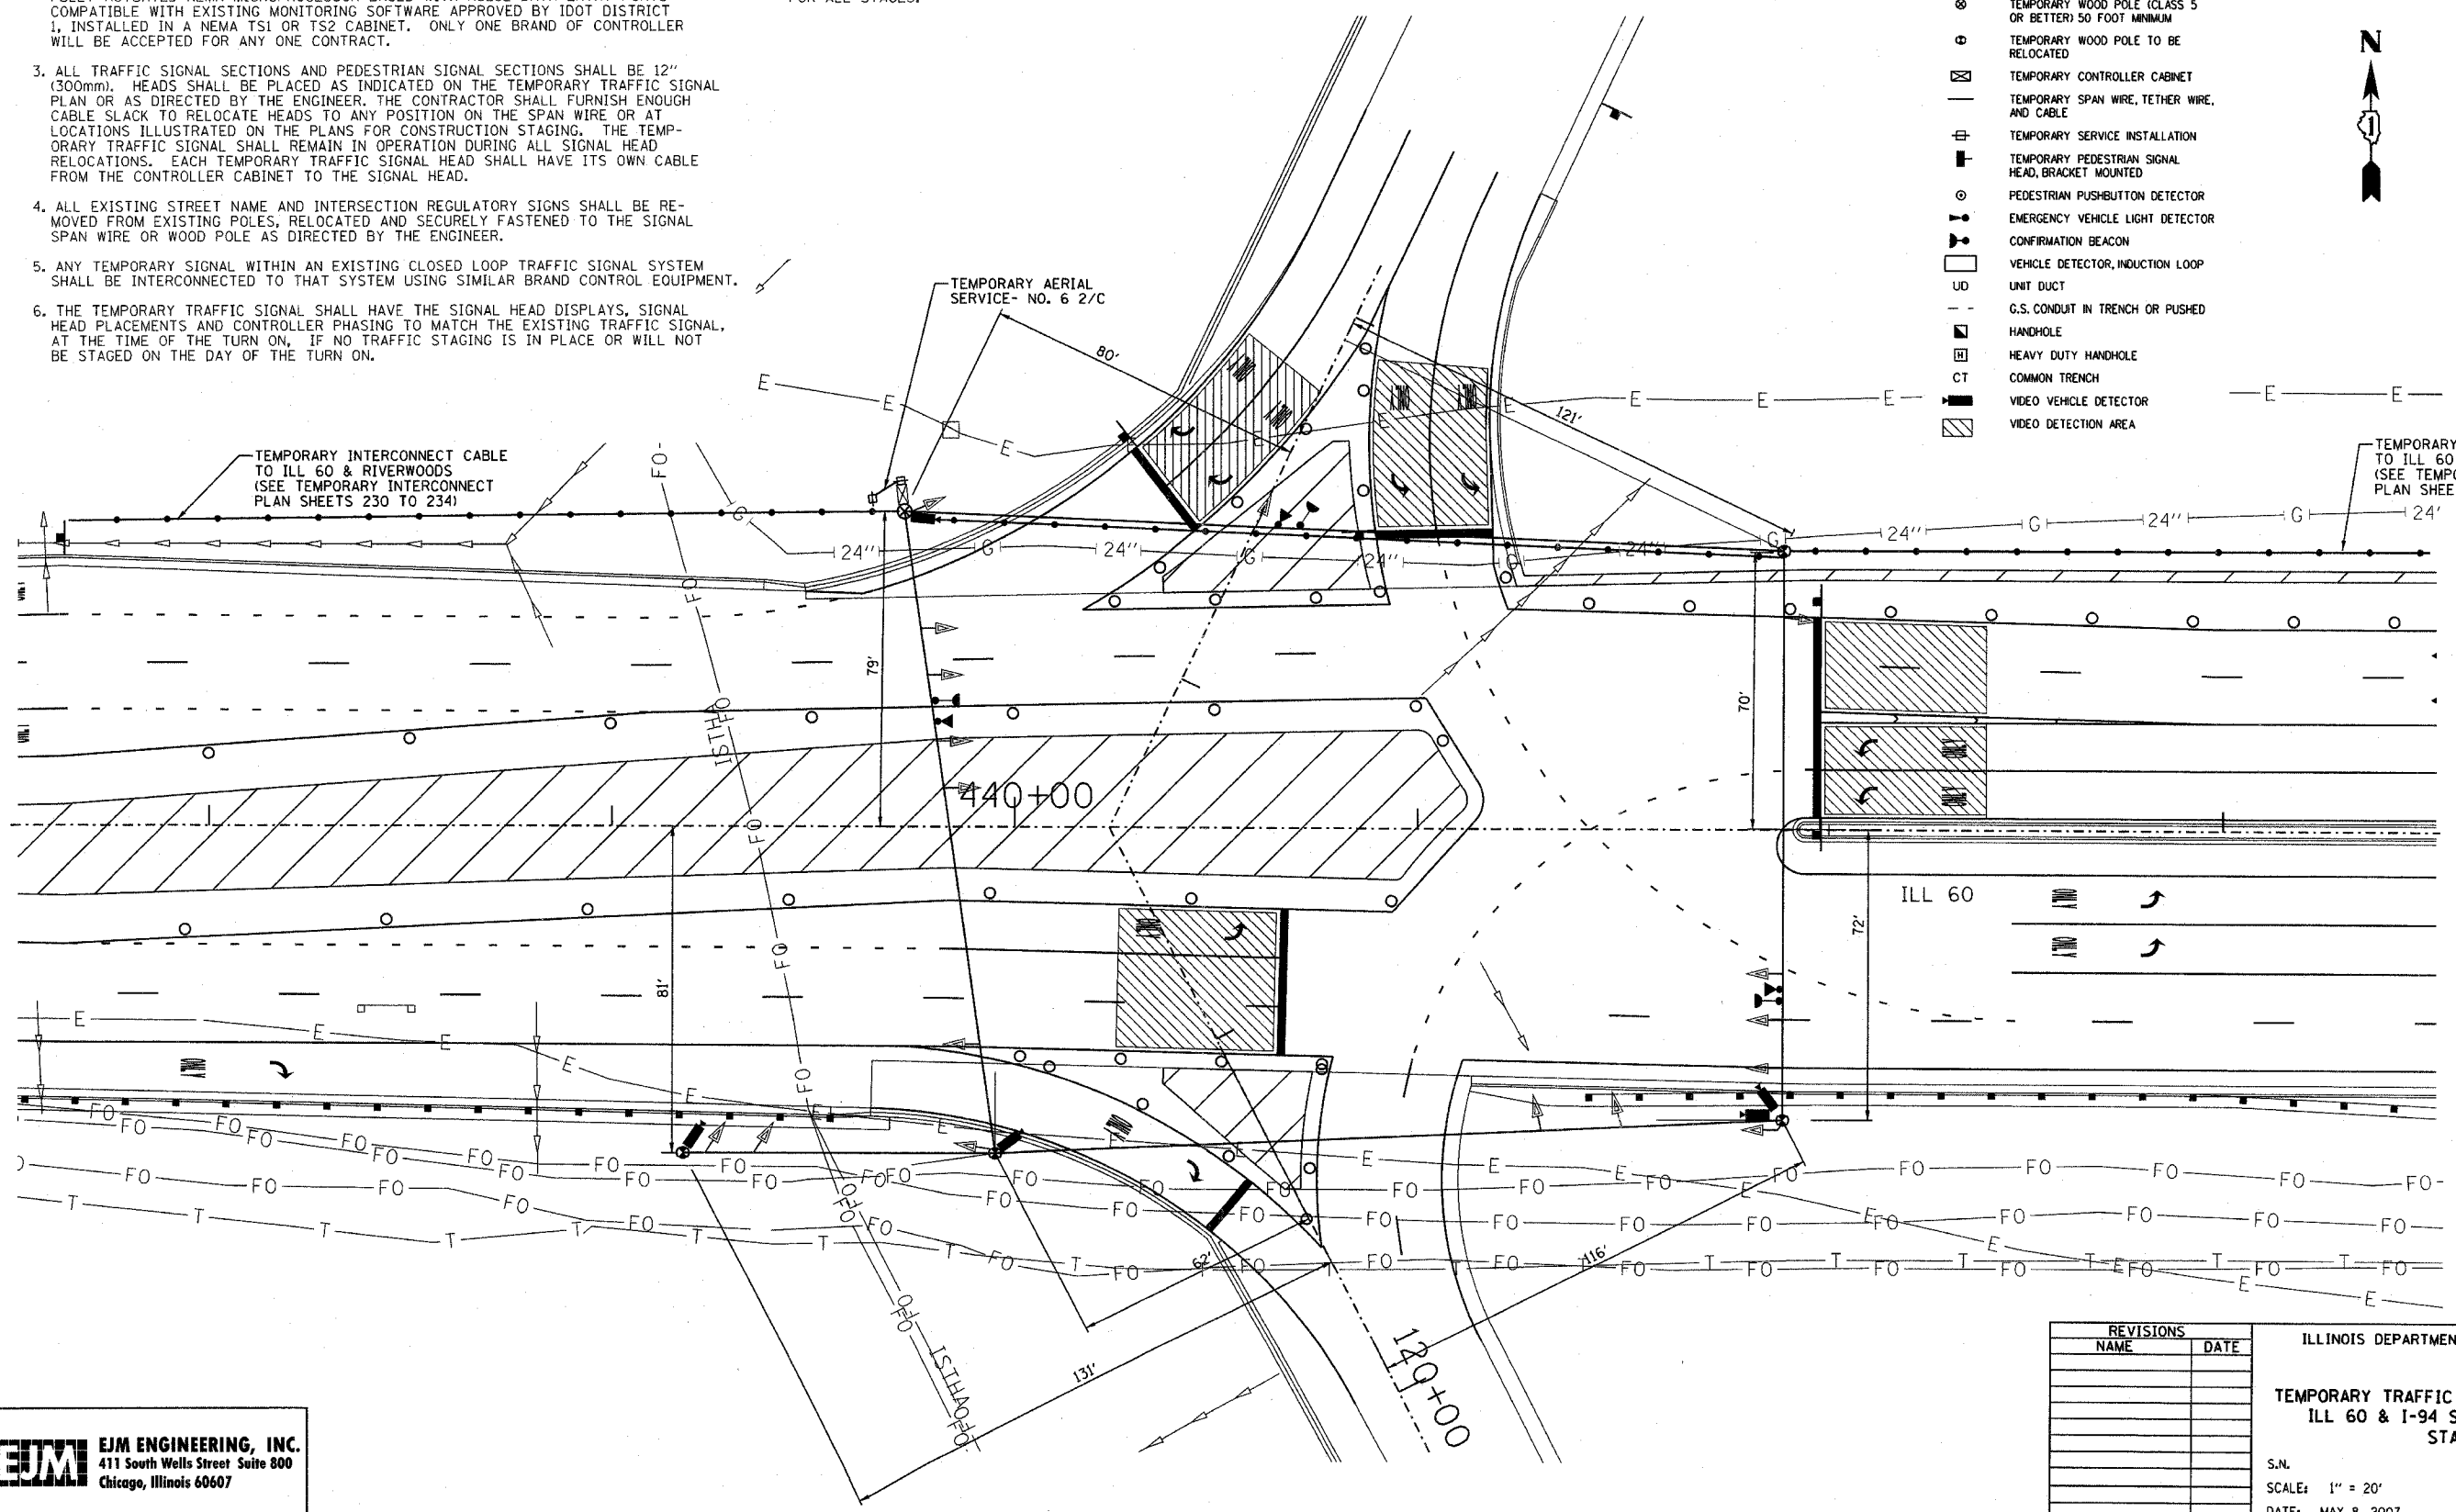 COMPATIBLE WITH EXISTING MONITORING SOFTWARE APPROVED BY IDOT DISTRICT
1, INSTALLED IN A NEMA TS1 OR TS2 CABINET. ONLY ONE BRAND OF CONTROLLER
WILL BE ACCEPTED FOR ANY ONE CONTRACT.
3. ALL TRAFFIC SIGNAL SECTIONS AND PEDESTRIAN SIGNAL SECTIONS SHALL BE 12"
(300mm). HEADS SHALL BE PLACED AS INDICATED ON THE TEMPORARY TRAFFIC SIGNAL
PLAN OR AS DIRECTED BY THE ENGINEER. THE CONTRACTOR SHALL FURNISH ENOUGH
CABLE SLACK TO RELOCATE HEADS TO ANY POSITION ON THE SPAN WIRE OR AT
LOCATIONS ILLUSTRATED ON THE PLANS FOR CONSTRUCTION STAGING. THE TEMP-
ORARY TRAFFIC SIGNAL SHALL REMAIN IN OPERATION DURING ALL SIGNAL HEAD
RELOCATIONS. EACH TEMPORARY TRAFFIC SIGNAL HEAD SHALL HAVE ITS OWN CABLE
FROM THE CONTROLLER CABINET TO THE SIGNAL HEAD.
4. ALL EXISTING STREET NAME AND INTERSECTION REGULATORY SIGNS SHALL BE RE-
MOVED FROM EXISTING POLES, RELOCATED AND SECURELY FASTENED TO THE SIGNAL
SPAN WIRE OR WOOD POLE AS DIRECTED BY THE ENGINEER.
5. ANY TEMPORARY SIGNAL WITHIN AN EXISTING CLOSED LOOP TRAFFIC SIGNAL SYSTEM
SHALL BE INTERCONNECTED TO THAT SYSTEM USING SIMILAR BRAND CONTROL EQUIPMENT.
6. THE TEMPORARY TRAFFIC SIGNAL SHALL HAVE THE SIGNAL HEAD DISPLAYS, SIGNAL
HEAD PLACEMENTS AND CONTROLLER PHASING TO MATCH THE EXISTING TRAFFIC SIGNAL,
AT THE TIME OF THE TURN ON, IF NO TRAFFIC STAGING IS IN PLACE OR WILL NOT
BE STAGED ON THE DAY OF THE TURN ON.
TEMPORARY WOOD POLE (CLASS 5
OR BETTER) 50 FOOT MINIMUM
TEMPORARY WOOD POLE TO BE
RELOCATED
TEMPORARY CONTROLLER CABINET
TEMPORARY SPAN WIRE, TETHER WIRE,
AND CABLE
TEMPORARY SERVICE INSTALLATION
TEMPORARY PEDESTRIAN SIGNAL
HEAD, BRACKET MOUNTED
PEDESTRIAN PUSHBUTTON DETECTOR
EMERGENCY VEHICLE LIGHT DETECTOR
CONFIRMATION BEACON
VEHICLE DETECTOR, INDUCTION LOOP
UD UNIT DUCT
G.S. CONDUIT IN TRENCH OR PUSHED
HANDHOLE
H HEAVY DUTY HANDHOLE
CT COMMON TRENCH
VIDEO VEHICLE DETECTOR
VIDEO DETECTION AREA
N
1
TEMPORARY AERIAL
SERVICE- NO. 6 2/C
80'
121'
TEMPORARY INTERCONNECT CABLE
TO ILL 60 & RIVERWOODS
(SEE TEMPORARY INTERCONNECT
PLAN SHEETS 230 TO 234)
TEMPORARY
TO ILL 60
79'
70'
440+00
ILL 60
72'
81'
62'
116'
131'
120+00
ISTHA
ISTHA
24"
24"
24"
24"
24"
24"
24'
REVISIONS
NAME DATE
TEMPORARY TRAFFIC
ILL 60 & I-94 S
S.N.
SCALE: 1" = 20'
DATE: MAY 8, 2007
EJM EJM ENGINEERING, INC.
411 South Wells Street Suite 800
Chicago, Illinois 60607